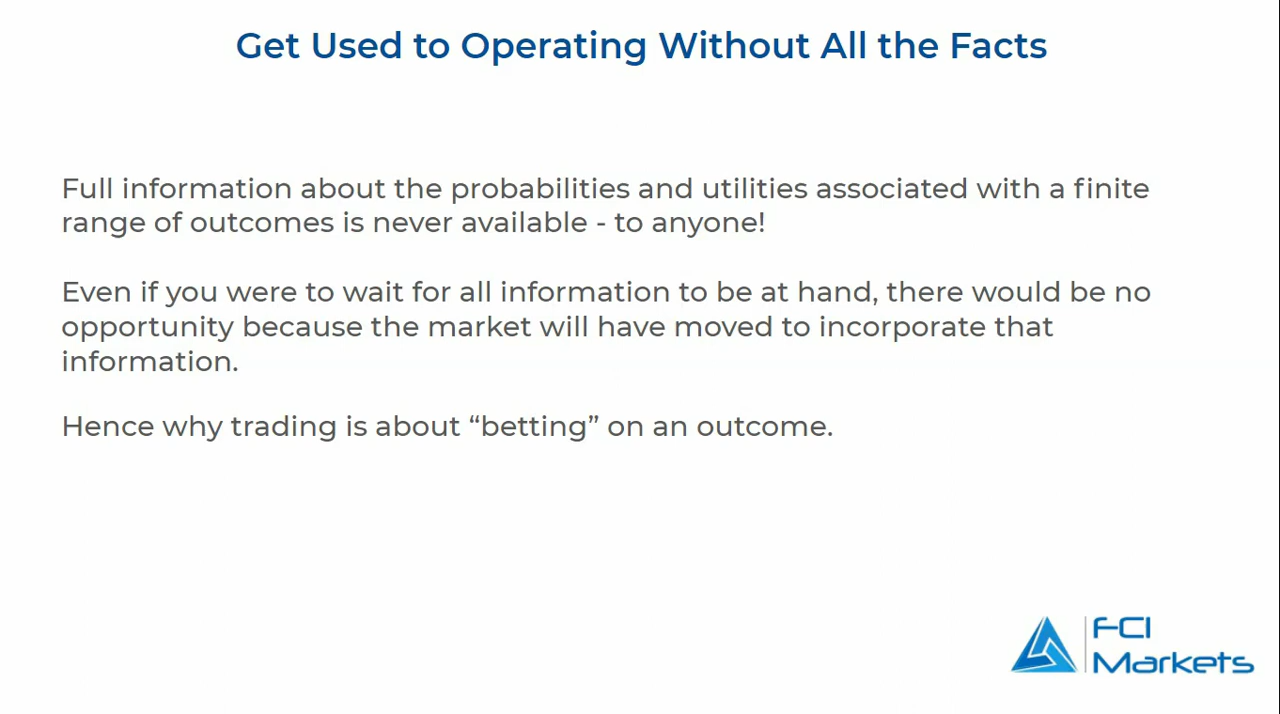 Get Used to Operating Without All the Facts
Full information about the probabilities and utilities associated with a finite
range of outcomes is never available - to anyone!
Even if you were to wait for all information to be at hand, there would be no
opportunity because the market will have moved to incorporate that
information.
Hence why trading is about “betting” on an outcome.
FCI
Markets